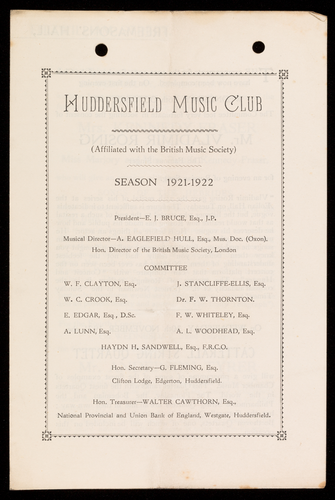 HUDDERSFIELD MUSIC CLUB
(Affiliated with the British Music Society)
SEASON 1921-1922
President—E. J. BRUCE, Esq., J.P.
Musical Director—A. EAGLEFIELD HULL, Esq., Mus. Doc. (Oxon).
Hon. Director of the British Music Society, London
COMMITTEE
W. F. CLAYTON, Esq. J. STANCLIFFE-ELLIS, Esq.
W. C. CROOK, Esq. Dr. F. W. THORNTON,
E. EDGAR, Esq., D.Sc. F. W. WHITELEY, Esq.
A. LUNN, Esq. A. L. WOODHEAD, Esq.
HAYDN H. SANDWELL, Esq., F.R.C.O.
Hon. Secretary—G. FLEMING, Esq.
Clifton Lodge, Edgerton, Huddersfield.
Hon. Treasurer—WALTER CAWTHORN, Esq.,
National Provincial and Union Bank of England, Westgate, Huddersfield.